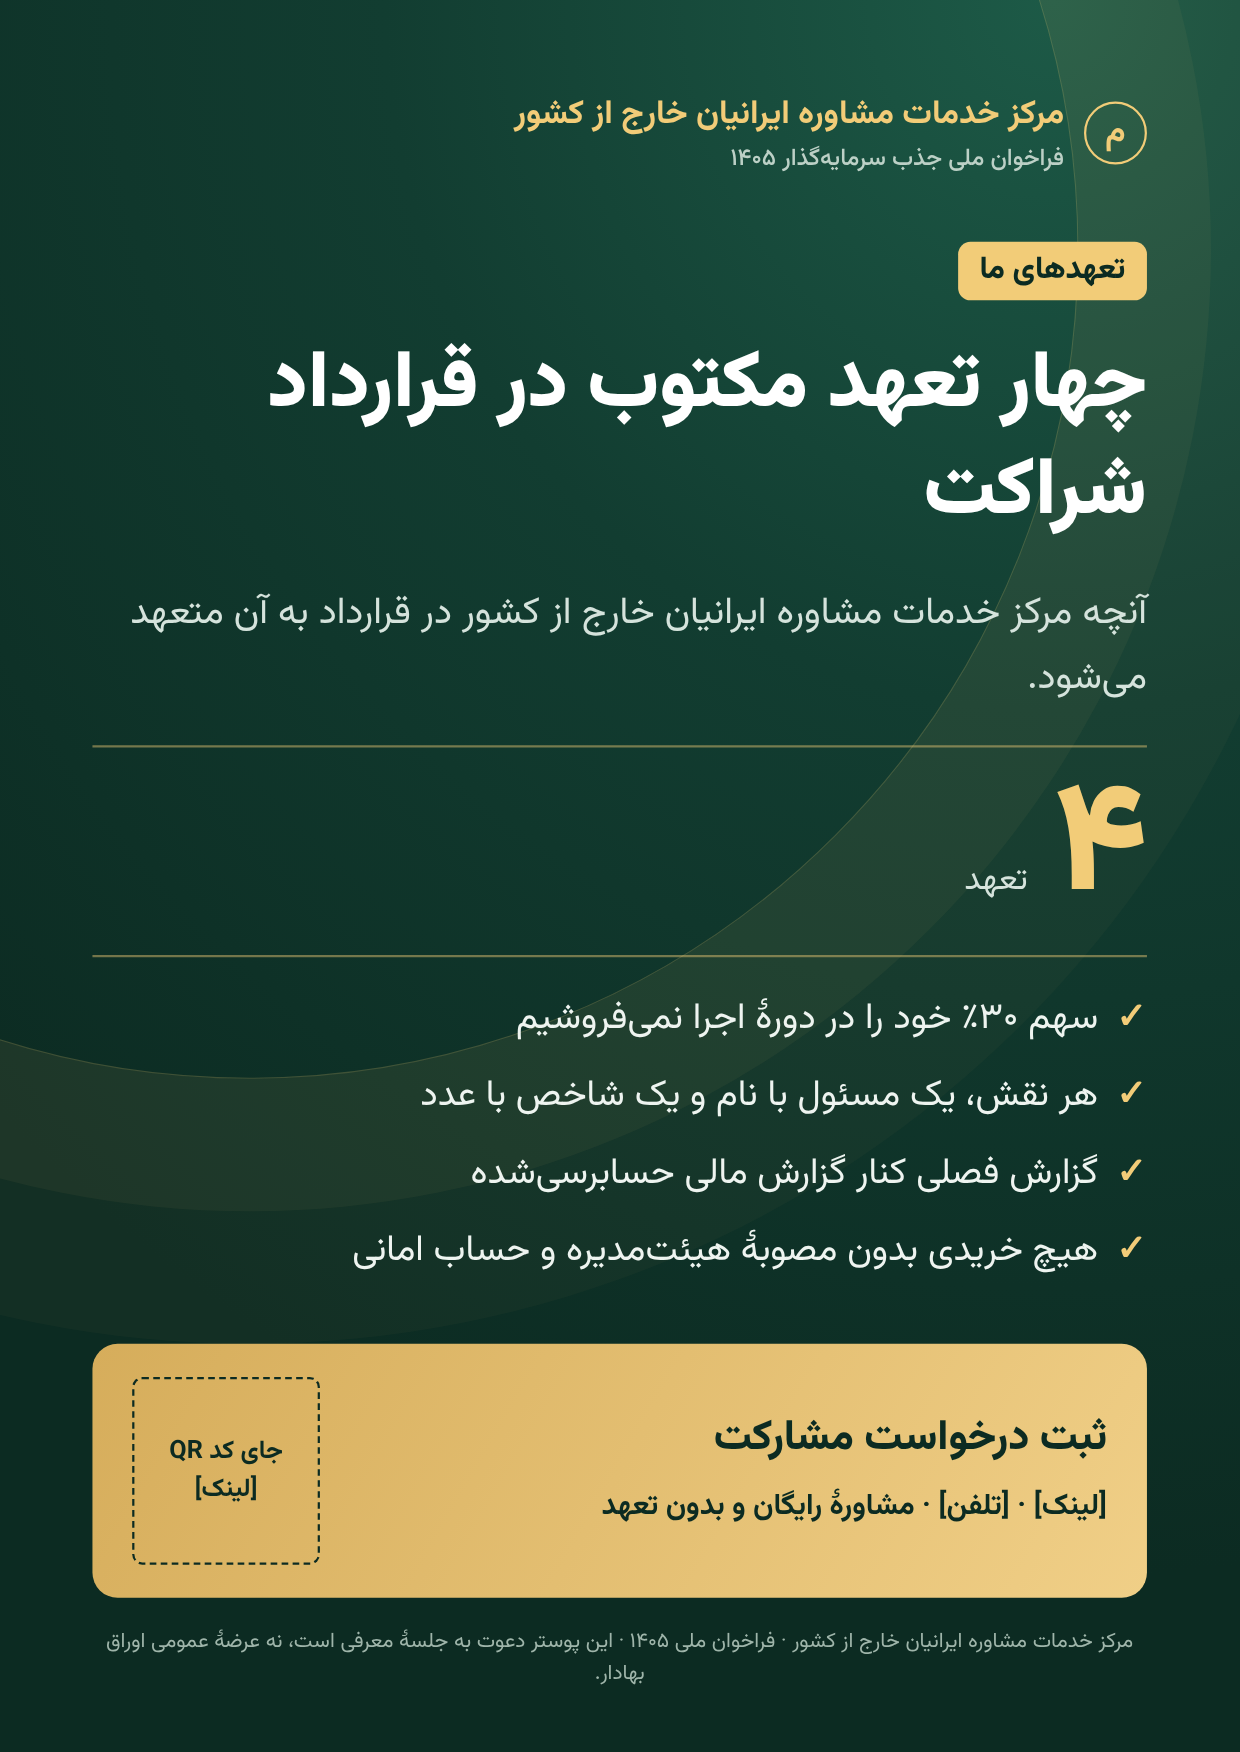 م
مرکز خدمات مشاوره ایرانیان خارج از کشور
فراخوان ملی جذب سرمایه‌گذار ۱۴۰۵
تعهدهای ما
چهار تعهد مکتوب در قرارداد
شراکت
آنچه مرکز خدمات مشاوره ایرانیان خارج از کشور در قرارداد به آن متعهد
می‌شود.
۴ تعهد
✓ سهم ۳۰٪ خود را در دورهٔ اجرا نمی‌فروشیم
✓ هر نقش، یک مسئول با نام و یک شاخص با عدد
✓ گزارش فصلی کنار گزارش مالی حسابرسی‌شده
✓ هیچ خریدی بدون مصوبهٔ هیئت‌مدیره و حساب امانی
ثبت درخواست مشارکت
[لینک] · [تلفن] · مشاورهٔ رایگان و بدون تعهد
جای کد QR
[لینک]
مرکز خدمات مشاوره ایرانیان خارج از کشور · فراخوان ملی ۱۴۰۵ · این پوستر دعوت به جلسهٔ معرفی است، نه عرضهٔ عمومی اوراق
بهادار.